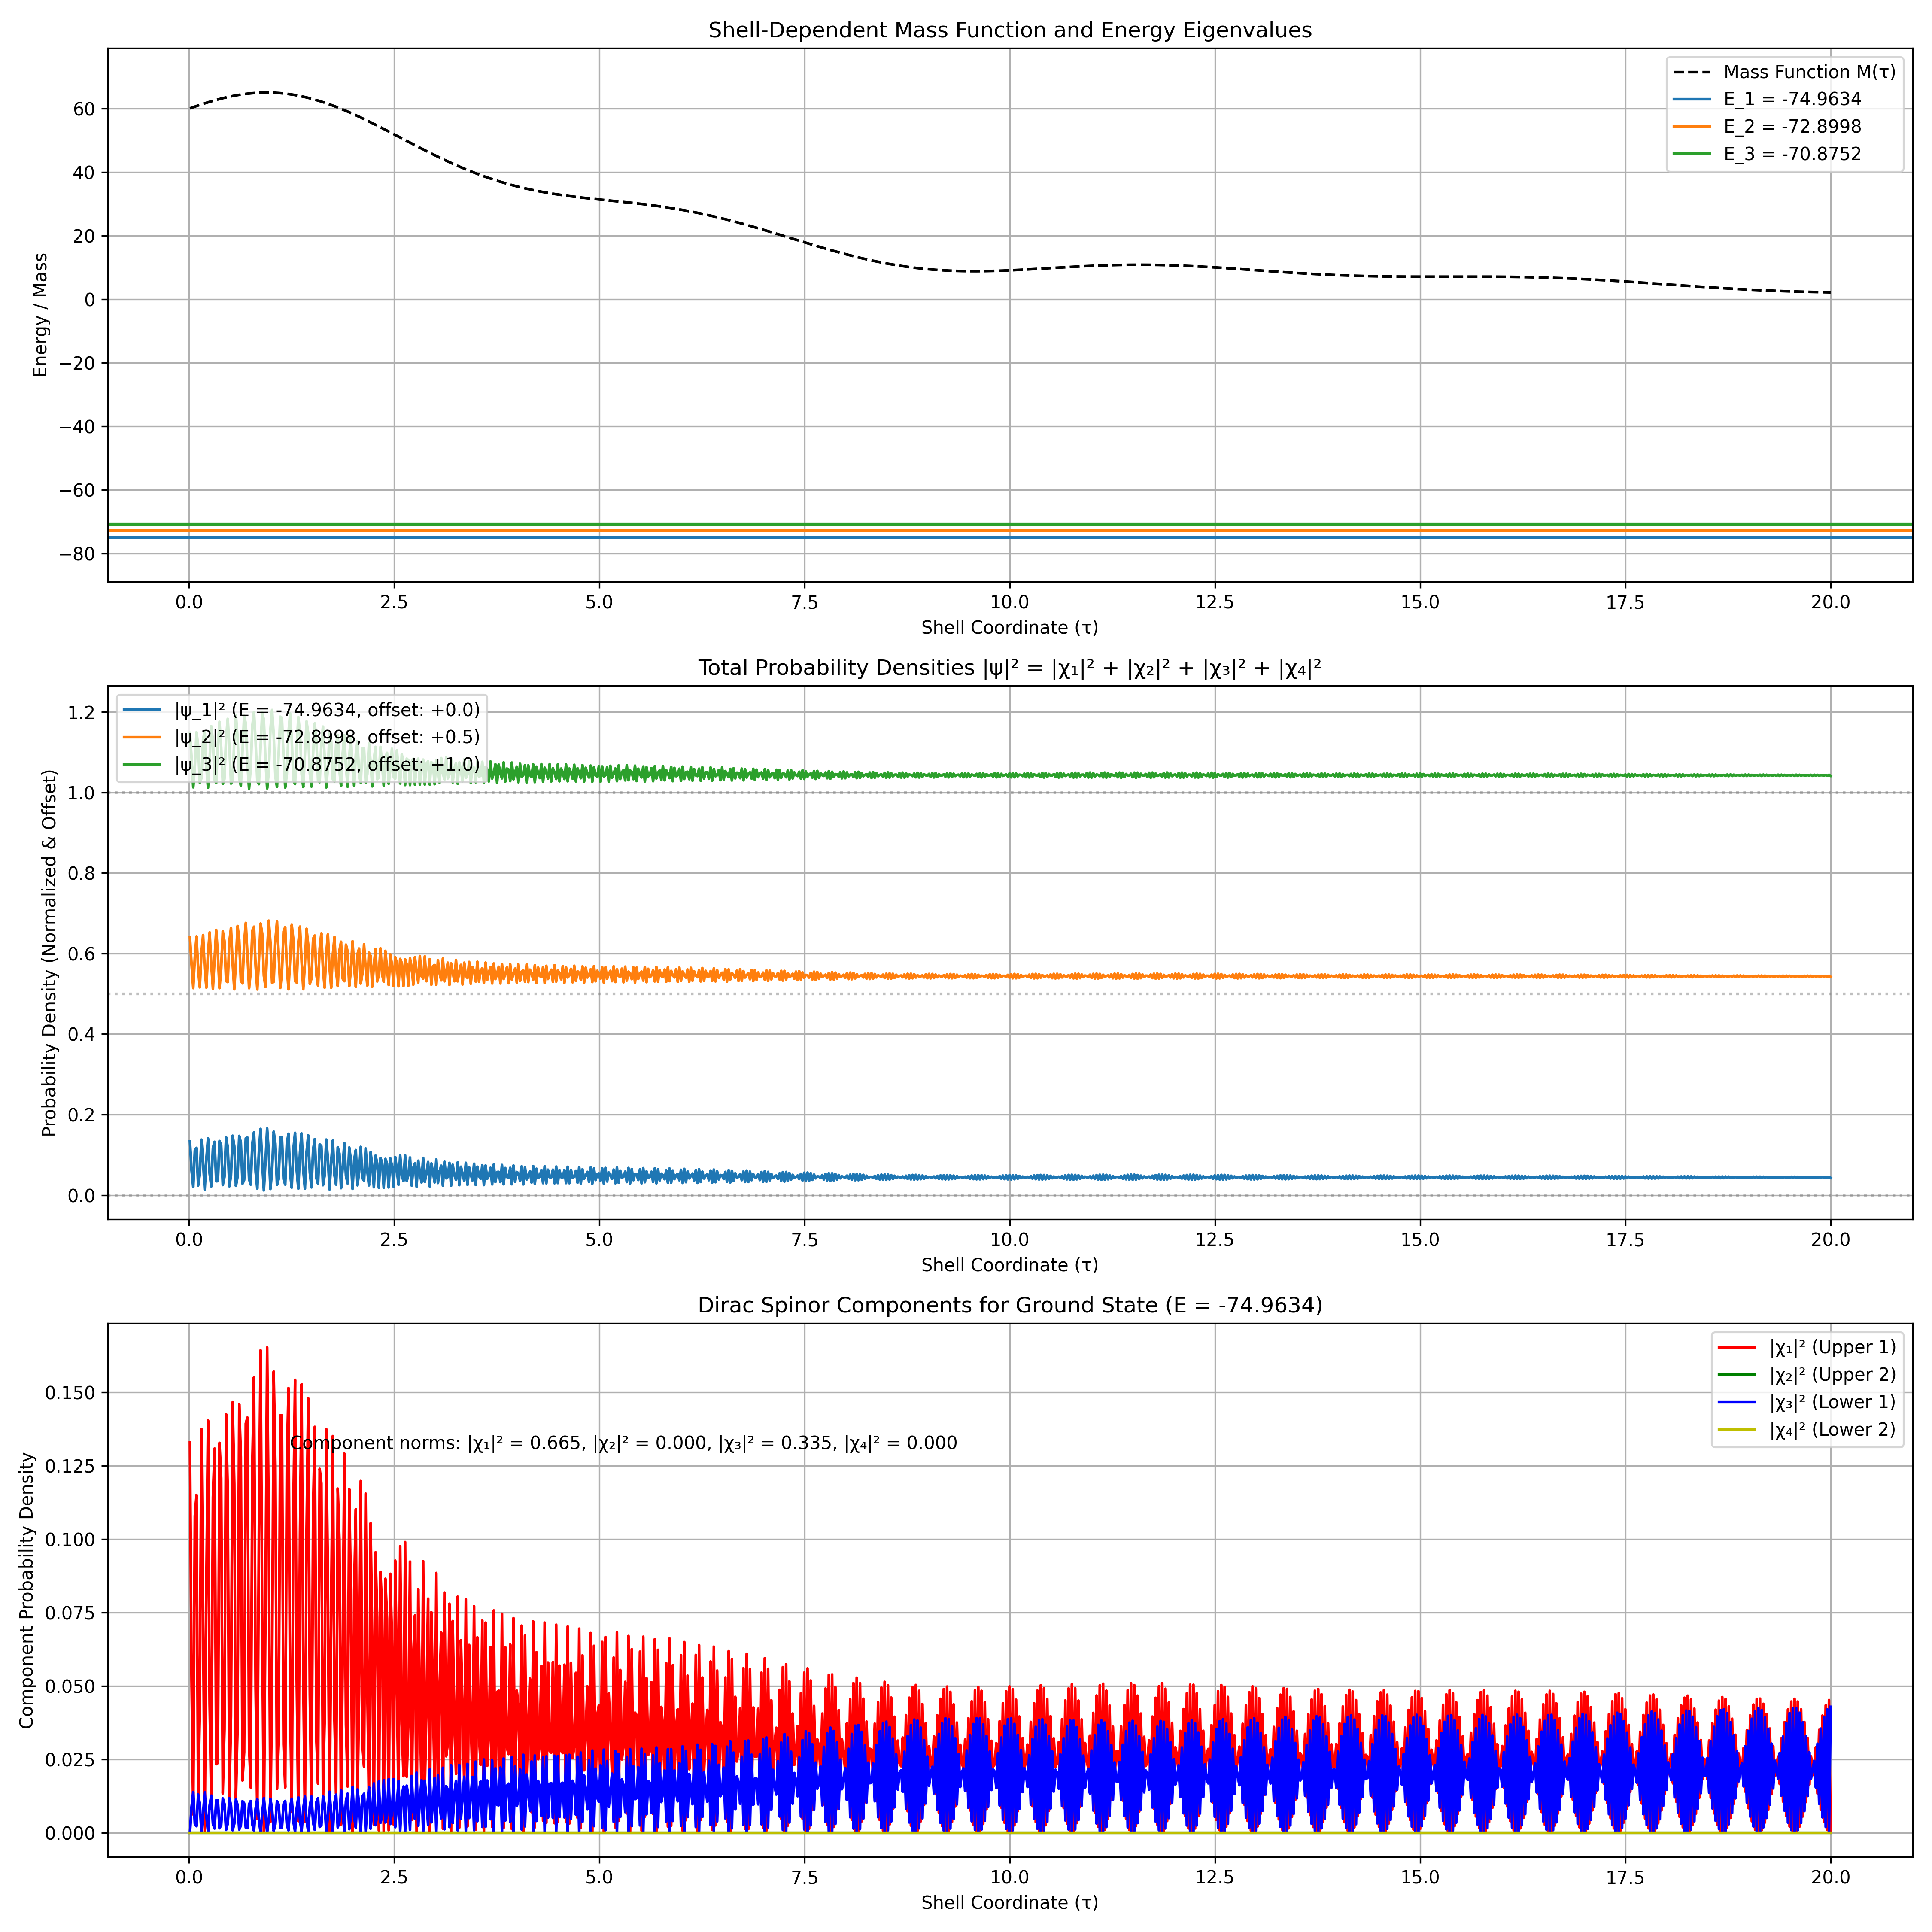 Shell-Dependent Mass Function and Energy Eigenvalues
Energy / Mass
60
40
20
0
−20
−40
−60
−80
Mass Function M(τ)
E_1 = -74.9634
E_2 = -72.8998
E_3 = -70.8752
0.0 2.5 5.0 7.5 10.0 12.5 15.0 17.5 20.0
Shell Coordinate (τ)
Total Probability Densities |ψ|² = |χ₁|² + |χ₂|² + |χ₃|² + |χ₄|²
Probability Density (Normalized & Offset)
1.2
1.0
0.8
0.6
0.4
0.2
0.0
|ψ_1|² (E = -74.9634, offset: +0.0)
|ψ_2|² (E = -72.8998, offset: +0.5)
|ψ_3|² (E = -70.8752, offset: +1.0)
0.0 2.5 5.0 7.5 10.0 12.5 15.0 17.5 20.0
Shell Coordinate (τ)
Dirac Spinor Components for Ground State (E = -74.9634)
Component Probability Density
0.150
0.125
0.100
0.075
0.050
0.025
0.000
|χ₁|² (Upper 1)
|χ₂|² (Upper 2)
|χ₃|² (Lower 1)
|χ₄|² (Lower 2)
Component norms: |χ₁|² = 0.665, |χ₂|² = 0.000, |χ₃|² = 0.335, |χ₄|² = 0.000
0.0 2.5 5.0 7.5 10.0 12.5 15.0 17.5 20.0
Shell Coordinate (τ)